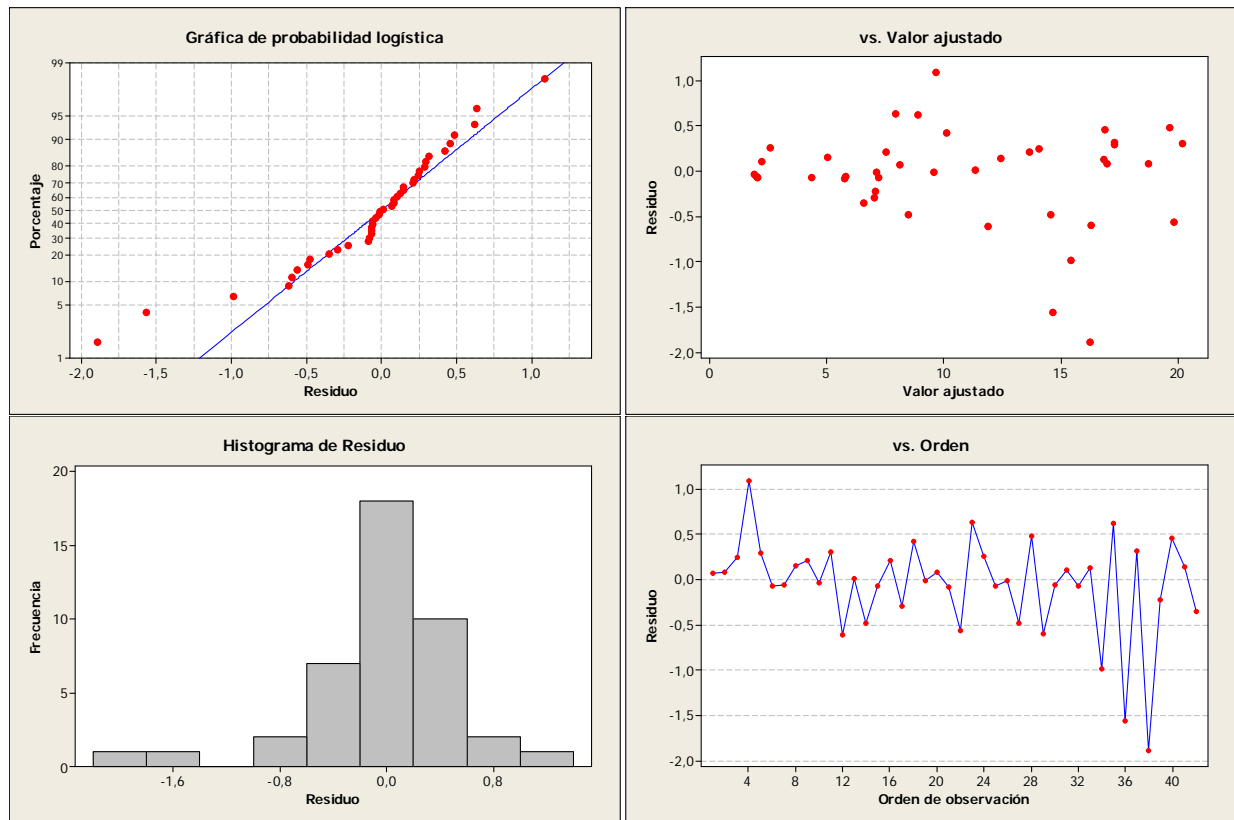 Gráfica de probabilidad logística
99
95
90
80
70
60
50
40
30
20
10
5
1
Porcentaje
-2,0 -1,5 -1,0 -0,5 0,0 0,5 1,0
Residuo
vs. Valor ajustado
1,0
0,5
0,0
-0,5
-1,0
-1,5
-2,0
Residuo
0 5 10 15 20
Valor ajustado
Histograma de Residuo
20
15
10
5
0
Frecuencia
-1,6 -0,8 0,0 0,8
Residuo
vs. Orden
1,0
0,5
0,0
-0,5
-1,0
-1,5
-2,0
Residuo
4 8 12 16 20 24 28 32 36 40
Orden de observación